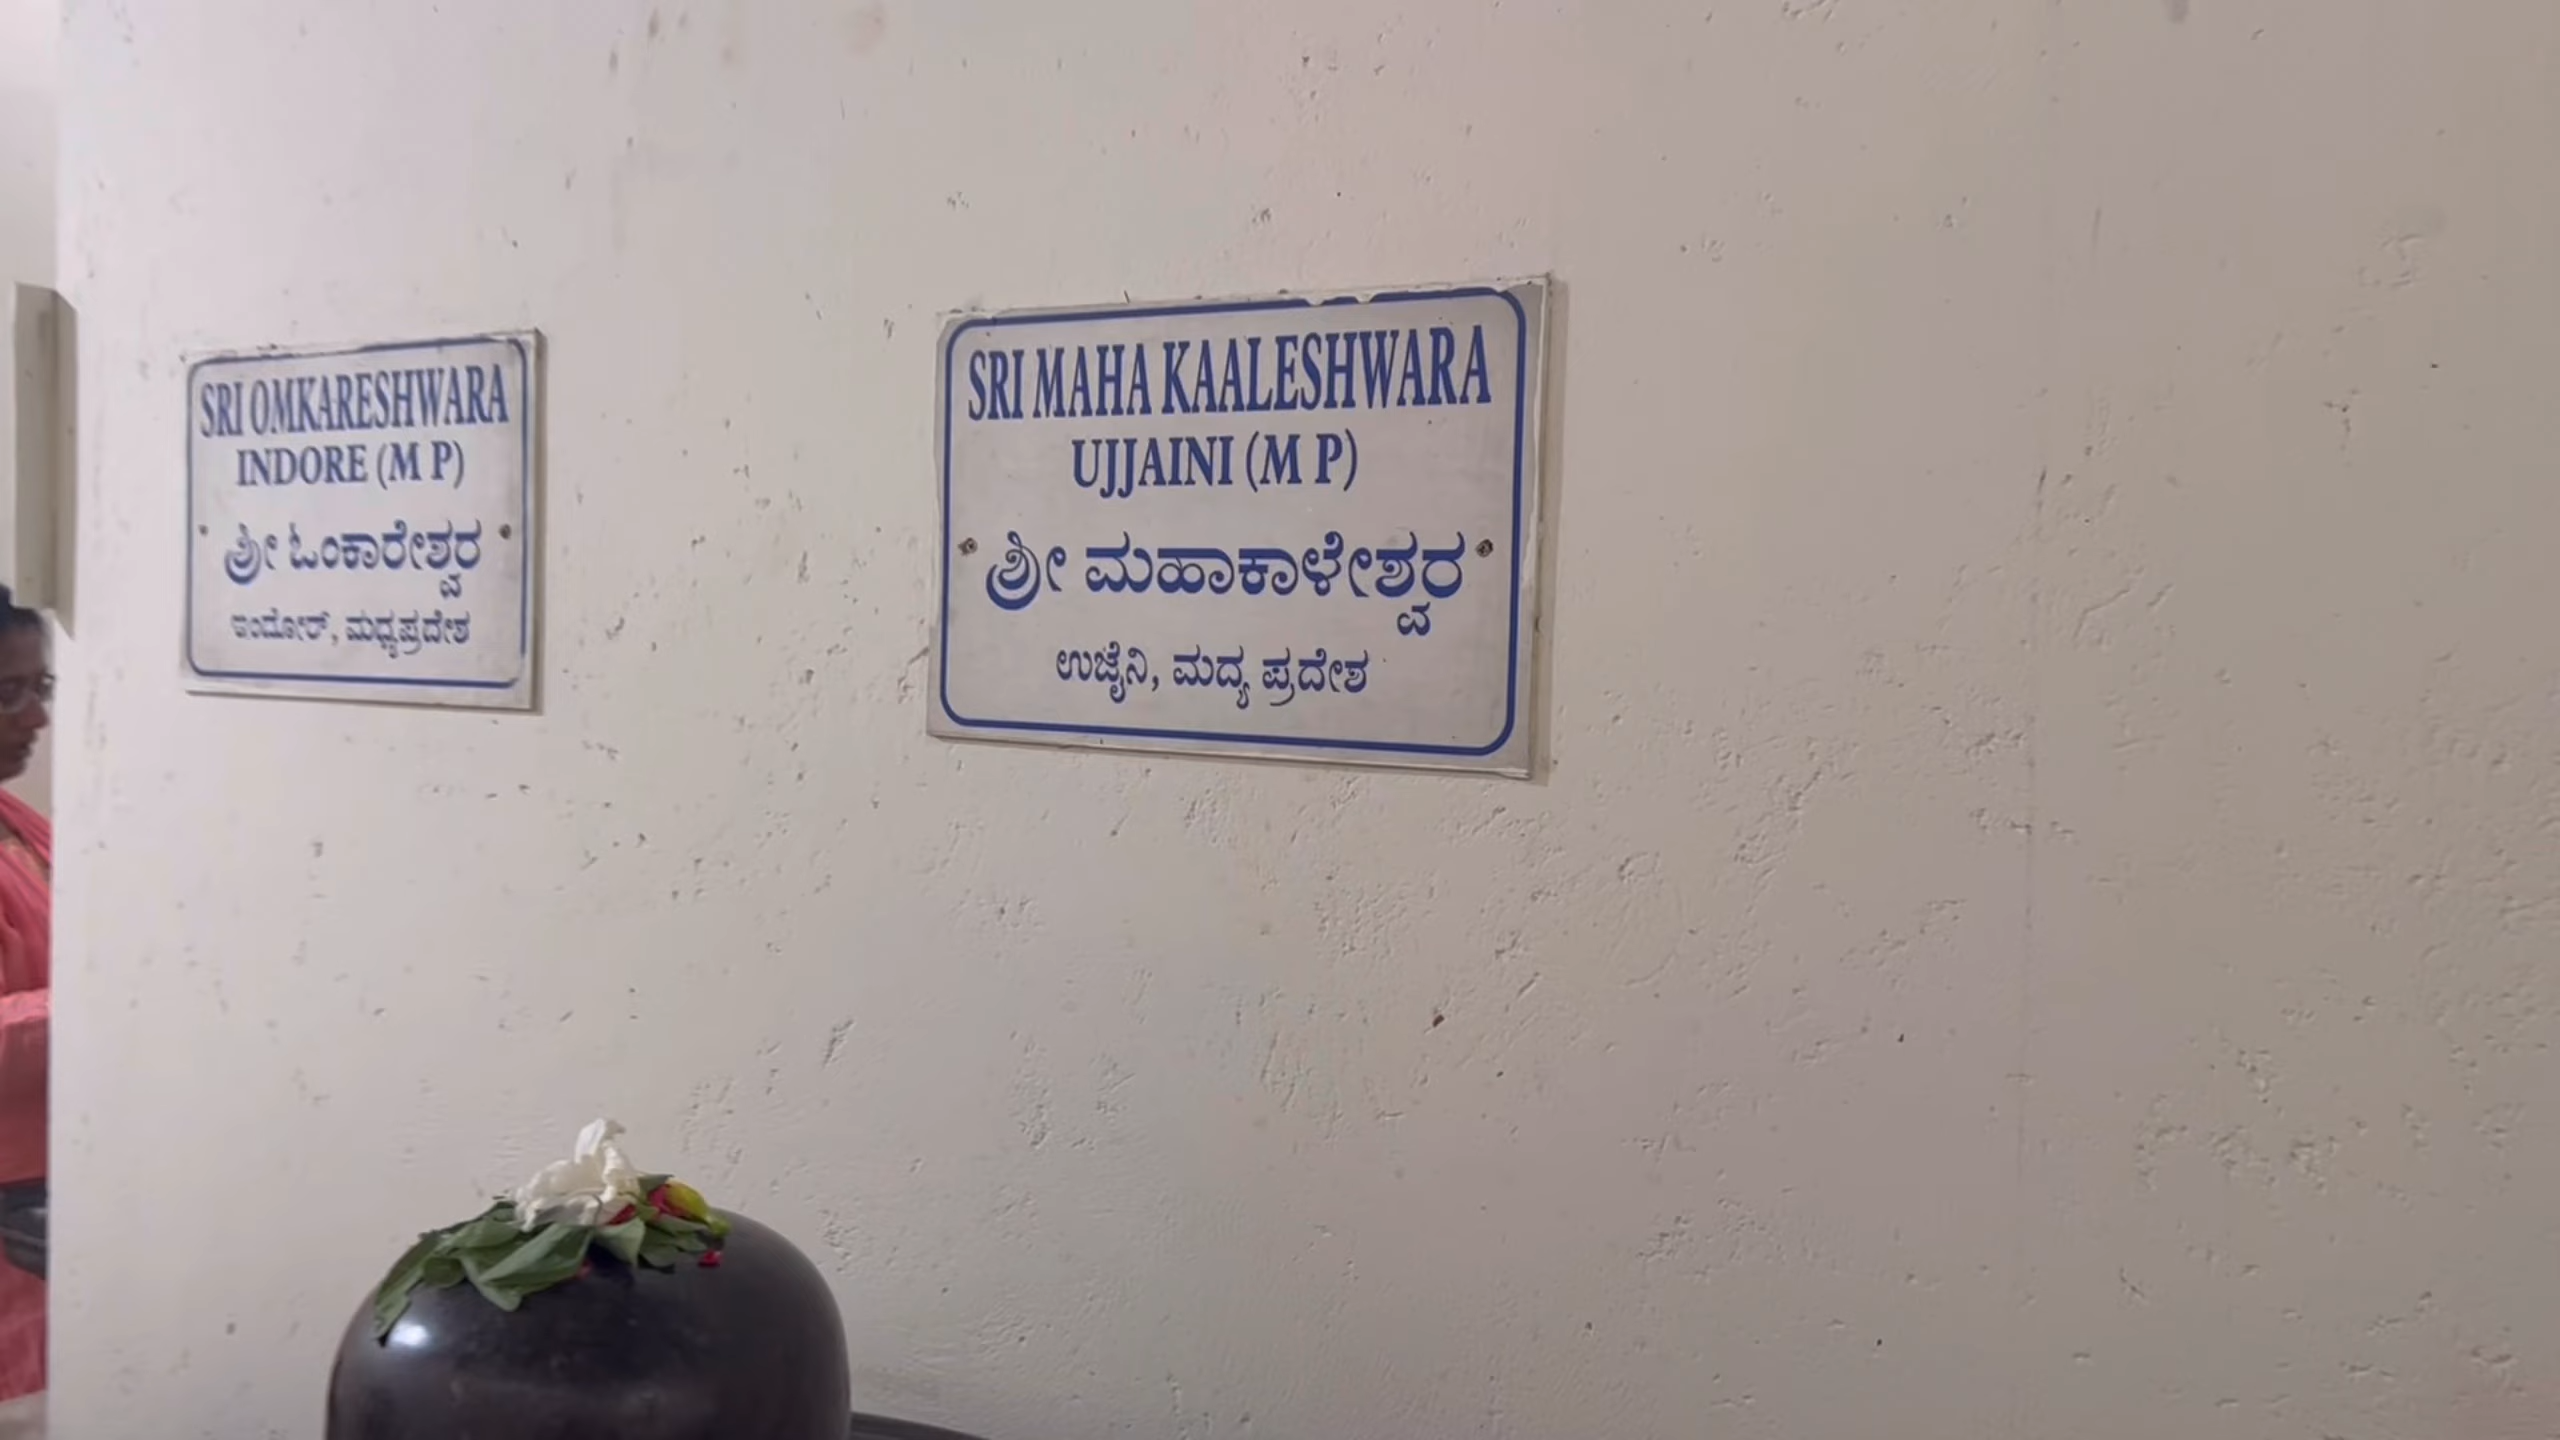 SRI OMKARESHWARA
INDORE (M P)
ಶ್ರೀ ಓಂಕಾರೇಶ್ವರ
ಇಂದೋರ್, ಮಧ್ಯಪ್ರದೇಶ
SRI MAHA KAALESHWARA
UJJAINI (M P)
ಶ್ರೀ ಮಹಾಕಾಳೇಶ್ವರ
ಉಜೈನಿ, ಮದ್ಯ ಪ್ರದೇಶ